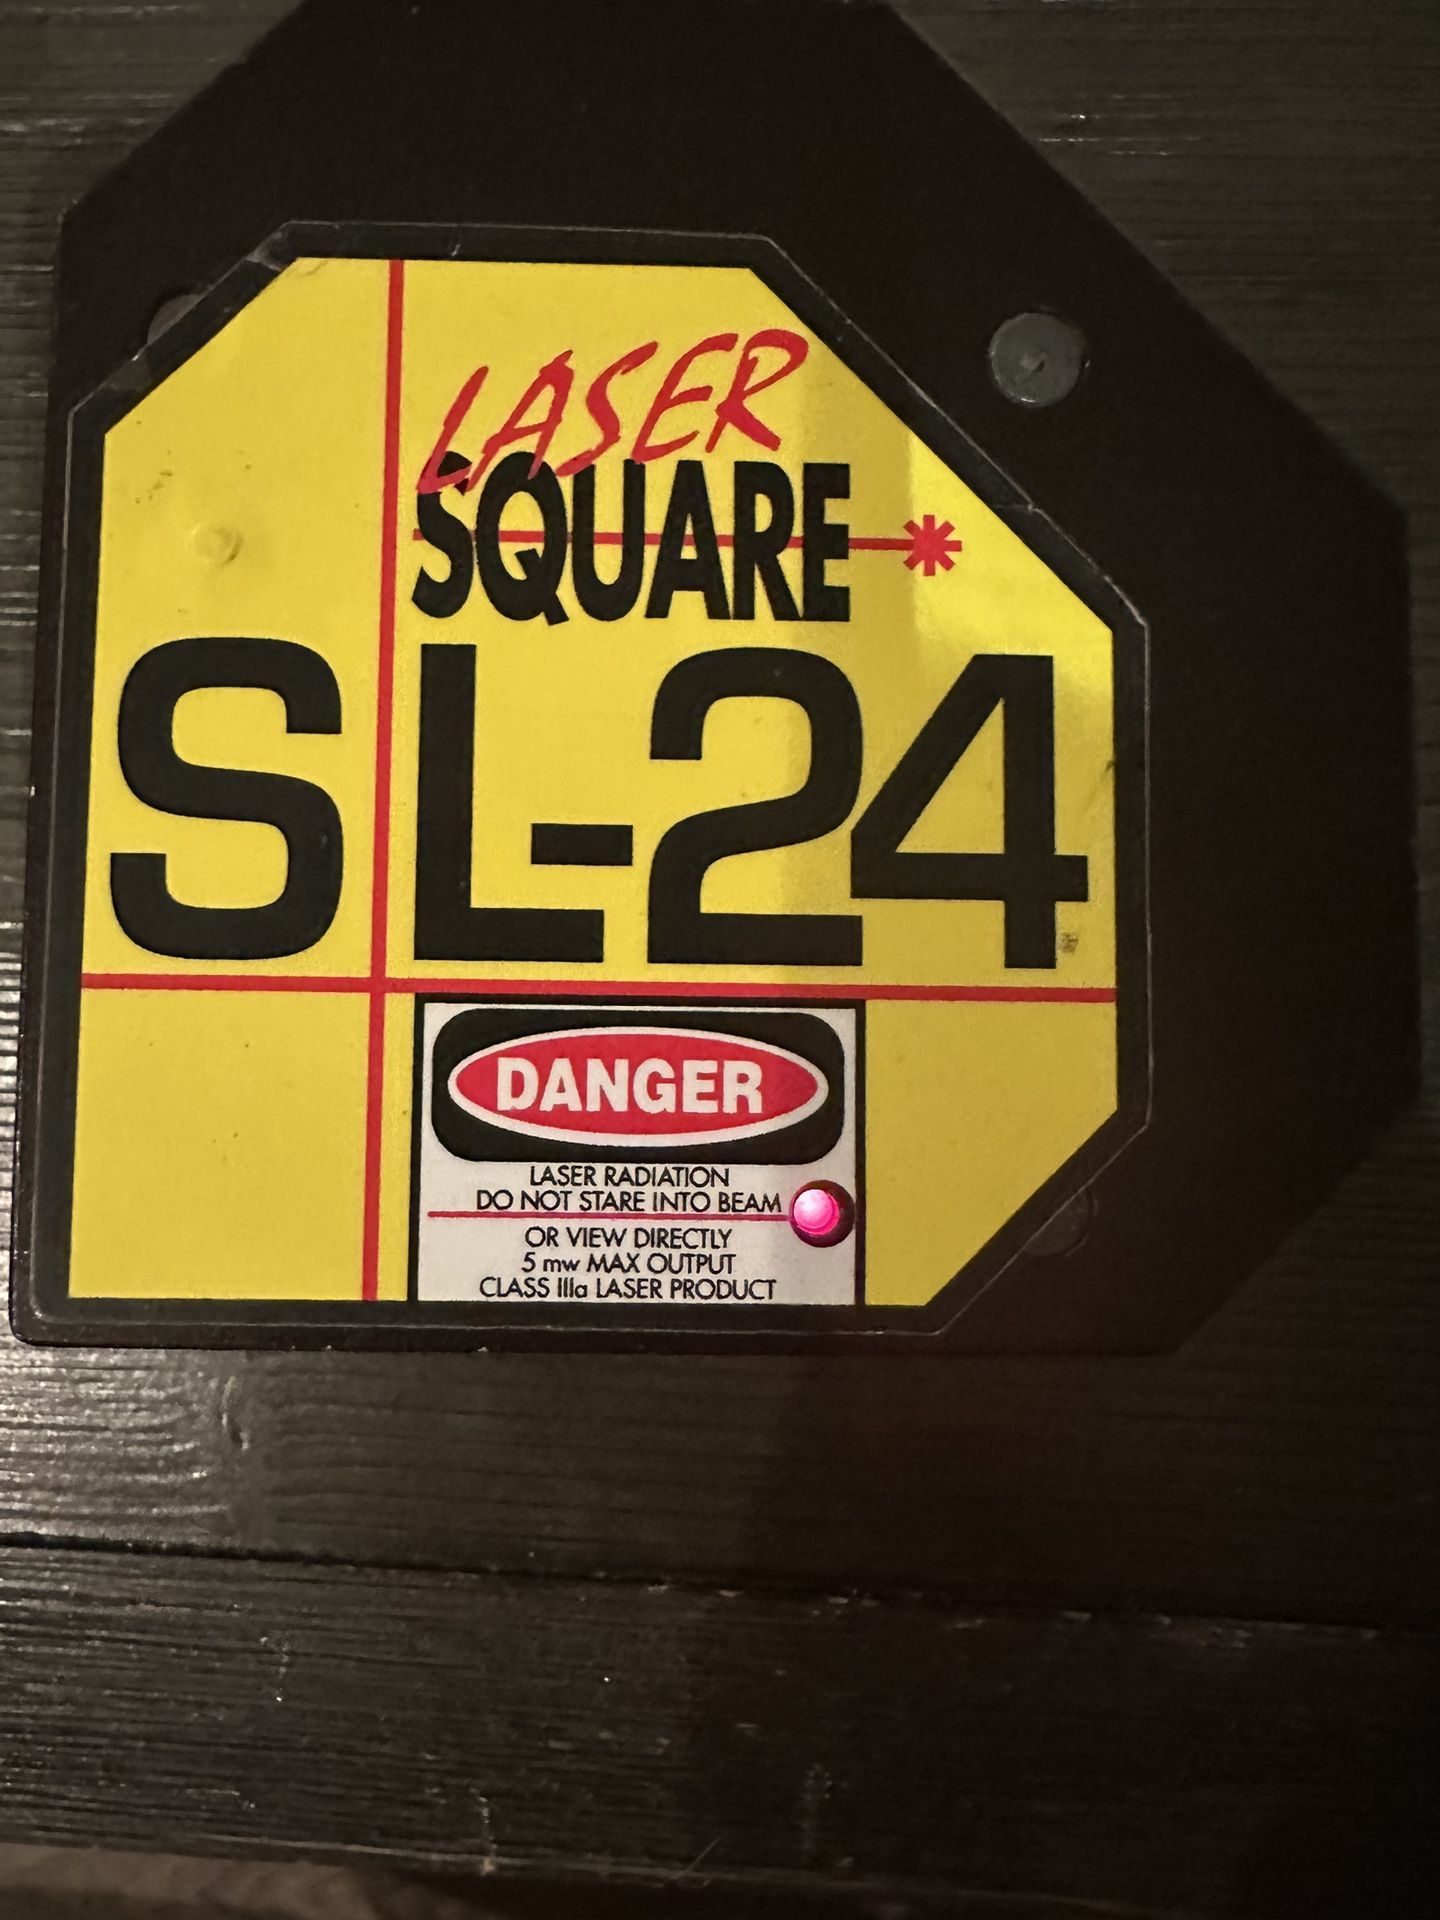 LASER
SQUARE
SL-24
DANGER
LASER RADIATION
DO NOT STARE INTO BEAM
OR VIEW DIRECTLY
5 mw MAX OUTPUT
CLASS IIIa LASER PRODUCT